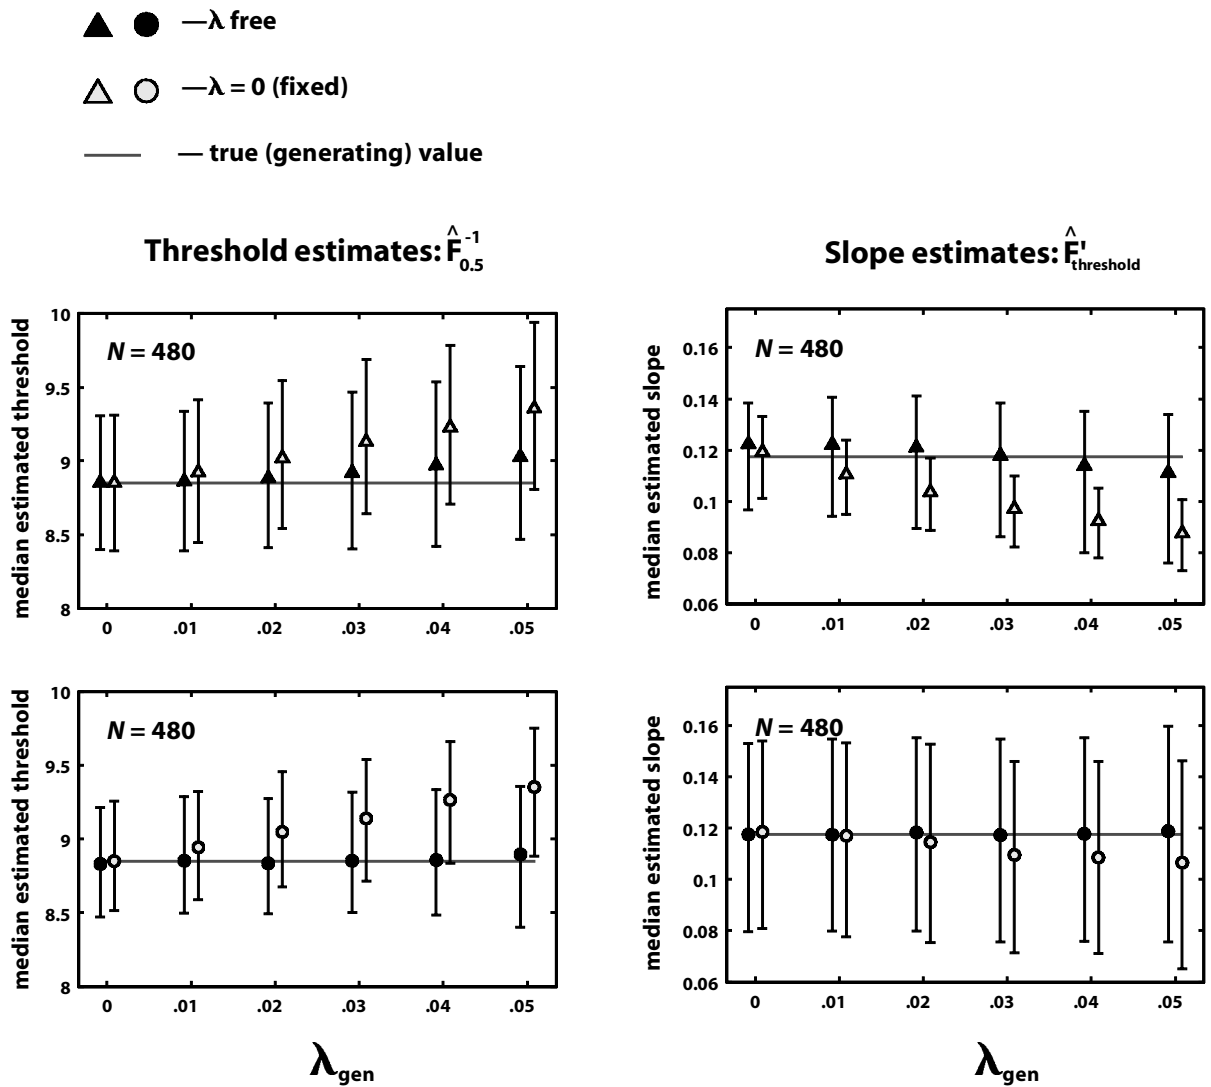 —λ free
—λ = 0 (fixed)
— true (generating) value
Threshold estimates: F̂⁻¹₀.₅
Slope estimates: F̂'threshold
median estimated threshold
10
9.5
9
8.5
8
N = 480
0 .01 .02 .03 .04 .05
median estimated slope
0.16
0.14
0.12
0.1
0.08
0.06
N = 480
0 .01 .02 .03 .04 .05
median estimated threshold
10
9.5
9
8.5
8
N = 480
0 .01 .02 .03 .04 .05
λgen
median estimated slope
0.16
0.14
0.12
0.1
0.08
0.06
N = 480
0 .01 .02 .03 .04 .05
λgen